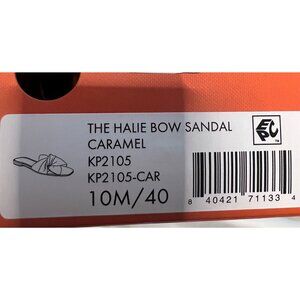 THE HALIE BOW SANDAL
CARAMEL
KP2105
KP2105-CAR
10M/40
8 40421 71133 4